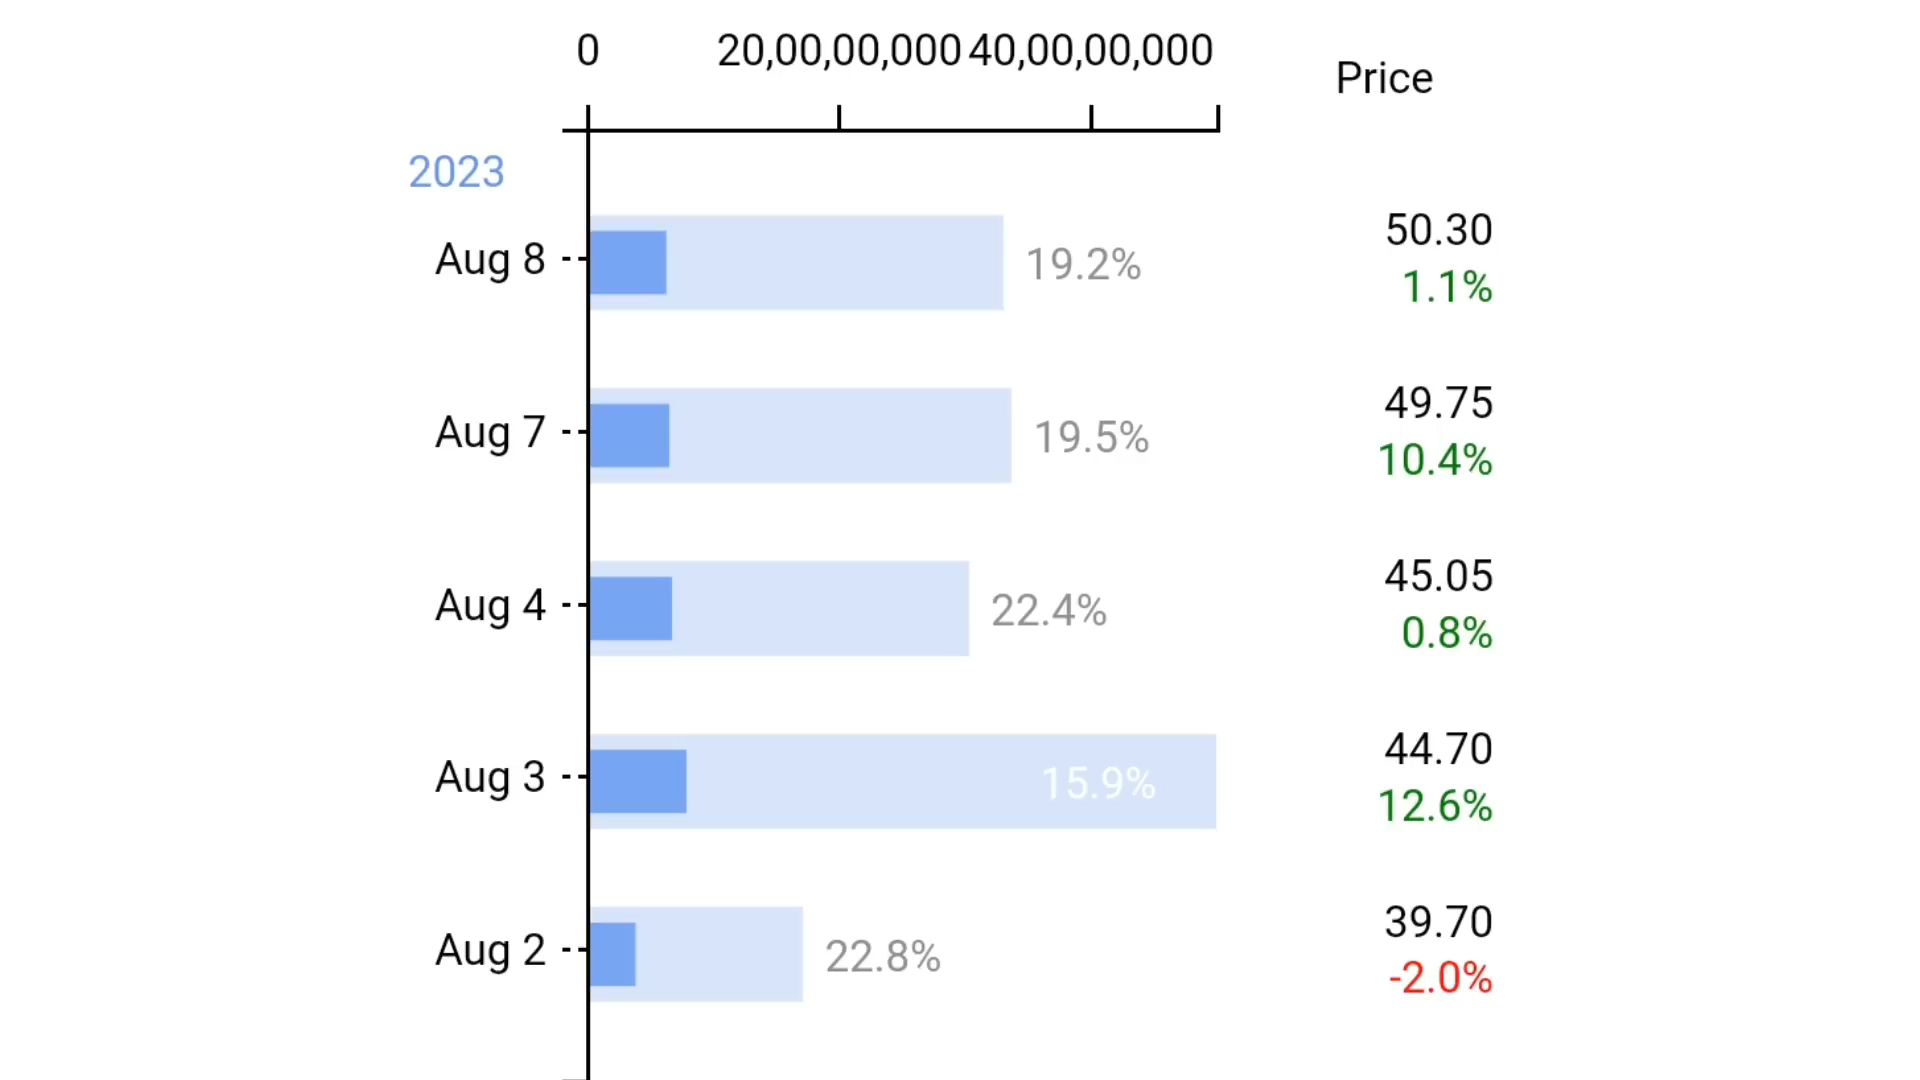 0 20,00,00,000 40,00,00,000
Price
2023
Aug 8 19.2% 50.30
1.1%
Aug 7 19.5% 49.75
10.4%
Aug 4 22.4% 45.05
0.8%
Aug 3 15.9% 44.70
12.6%
Aug 2 22.8% 39.70
-2.0%